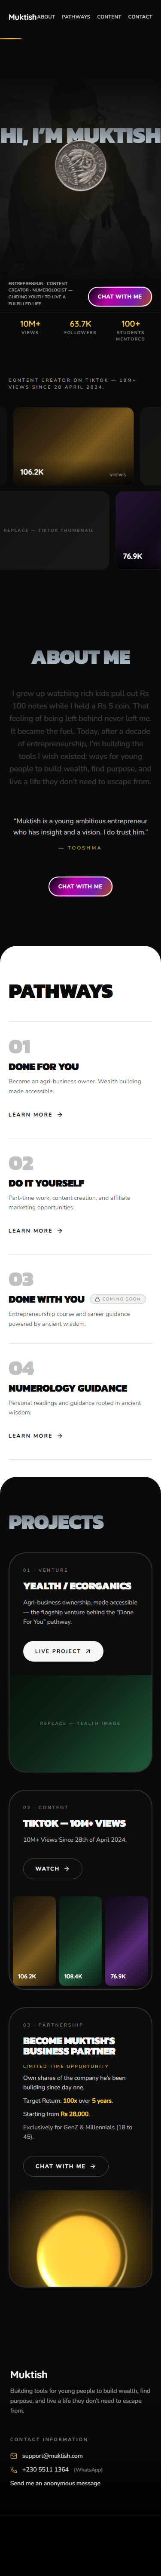 Muktish
ABOUT PATHWAYS CONTENT CONTACT
HI, I'M MUKTISH
ENTREPRENEUR · CONTENT
CREATOR · NUMEROLOGIST —
GUIDING YOUTH TO LIVE A
FULFILLED LIFE.
CHAT WITH ME
10M+
VIEWS
63.7K
FOLLOWERS
100+
STUDENTS
MENTORED
CONTENT CREATOR ON TIKTOK — 10M+
VIEWS SINCE 28 APRIL 2024.
106.2K
VIEWS
REPLACE — TIKTOK THUMBNAIL
76.9K
ABOUT ME
I grew up watching rich kids pull out Rs
100 notes while I held a Rs 5 coin. That
feeling of being left behind never left me.
It became the fuel. Today, after a decade
of entrepreneurship, I'm building the
tools I wish existed: ways for young
people to build wealth, find purpose, and
live a life they don't need to escape from.
"Muktish is a young ambitious entrepreneur
who has insight and a vision. I do trust him."
— TOOSHMA
CHAT WITH ME
PATHWAYS
01
DONE FOR YOU
Become an agri-business owner. Wealth building
made accessible.
LEARN MORE →
02
DO IT YOURSELF
Part-time work, content creation, and affiliate
marketing opportunities.
LEARN MORE →
03
DONE WITH YOU COMING SOON
Entrepreneurship course and career guidance
powered by ancient wisdom.
04
NUMEROLOGY GUIDANCE
Personal readings and guidance rooted in ancient
wisdom.
LEARN MORE →
PROJECTS
01 · VENTURE
YEALTH / ECORGANICS
Agri-business ownership, made accessible
— the flagship venture behind the "Done
For You" pathway.
LIVE PROJECT ↗
REPLACE — YEALTH IMAGE
02 · CONTENT
TIKTOK — 10M+ VIEWS
10M+ Views Since 28th of April 2024.
WATCH →
106.2K
108.4K
76.9K
03 · PARTNERSHIP
BECOME MUKTISH'S
BUSINESS PARTNER
LIMITED TIME OPPORTUNITY
Own shares of the company he's been
building since day one.
Target Return: 100x over 5 years.
Starting from Rs 28,000.
Exclusively for GenZ & Millennials (18 to
45).
CHAT WITH ME →
Muktish
Building tools for young people to build wealth, find
purpose, and live a life they don't need to escape
from.
CONTACT INFORMATION
support@muktish.com
+230 5511 1364 (WhatsApp)
Send me an anonymous message